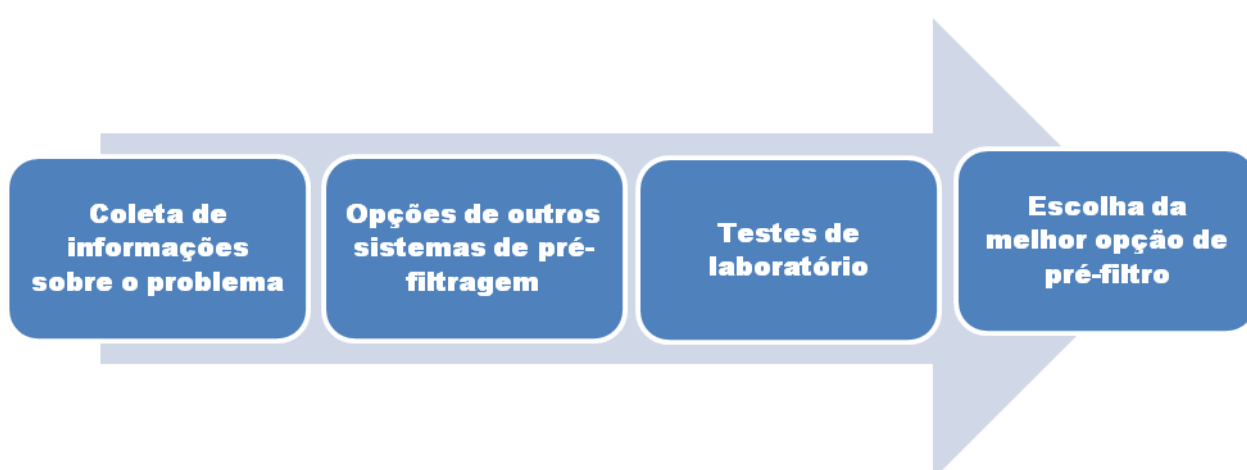 Coleta de
informações
sobre o problema
Opções de outros
sistemas de pré-
filtragem
Testes de
laboratório
Escolha da
melhor opção de
pré-filtro